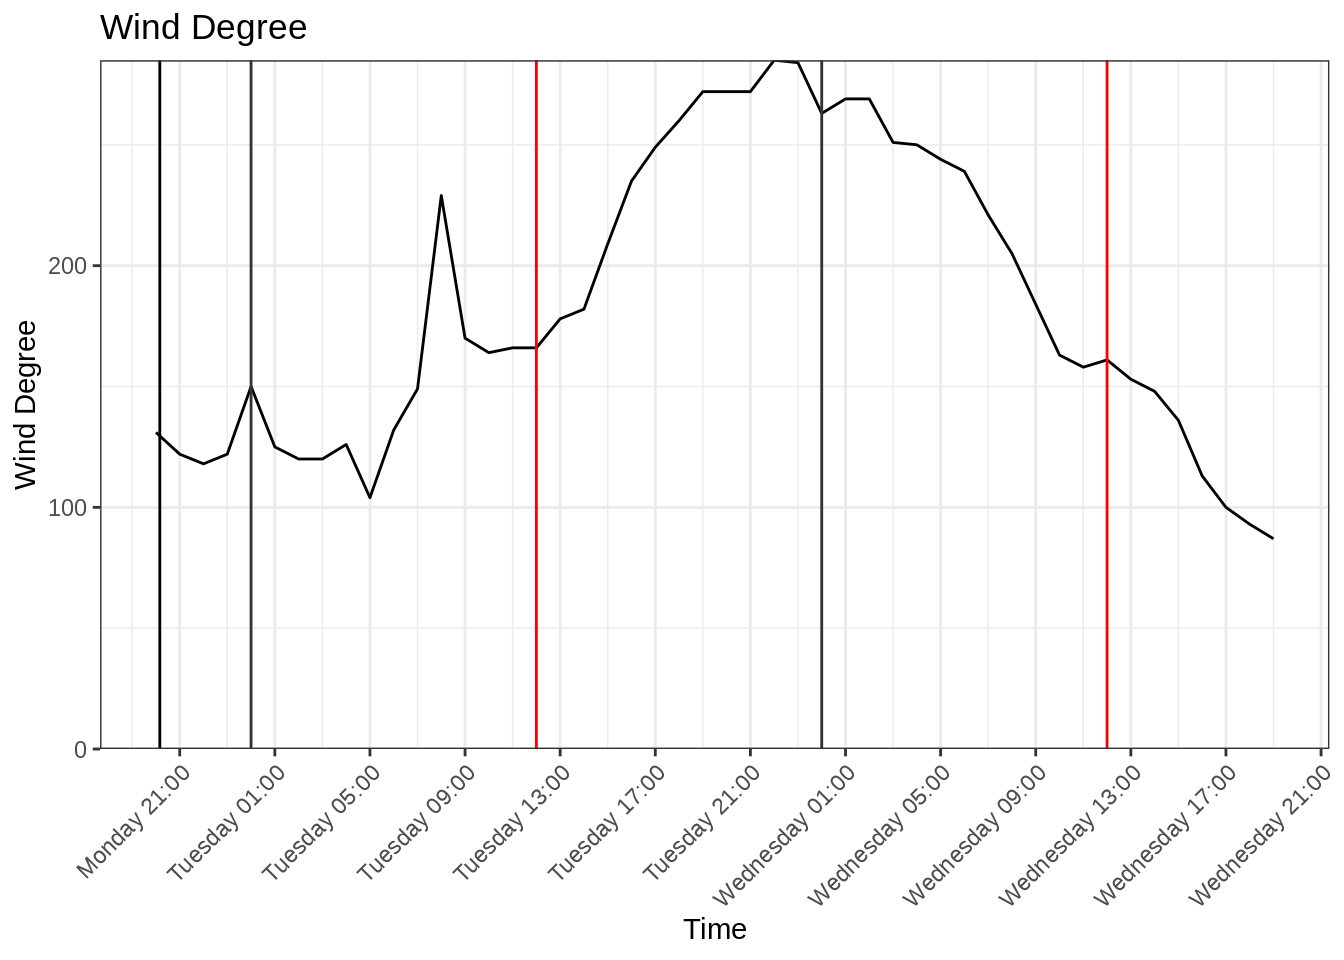 Wind Degree
Wind Degree
200
100
0
Monday 21:00
Tuesday 01:00
Tuesday 05:00
Tuesday 09:00
Tuesday 13:00
Tuesday 17:00
Tuesday 21:00
Wednesday 01:00
Wednesday 05:00
Wednesday 09:00
Wednesday 13:00
Wednesday 17:00
Wednesday 21:00
Time